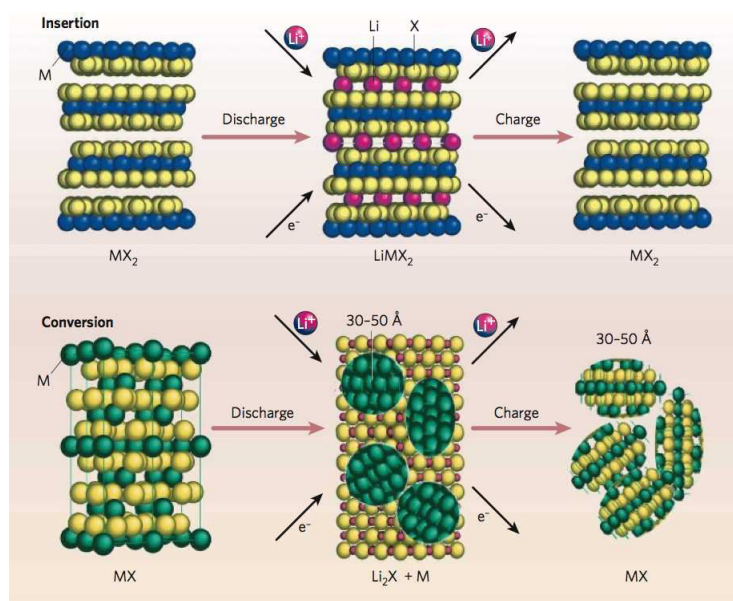 Insertion
M
Li⁺
Li
X
Li⁺
Discharge
Charge
e⁻
e⁻
MX₂
LiMX₂
MX₂
Conversion
M
Li⁺
30–50 Å
Li⁺
30–50 Å
Discharge
Charge
e⁻
e⁻
MX
Li₂X + M
MX